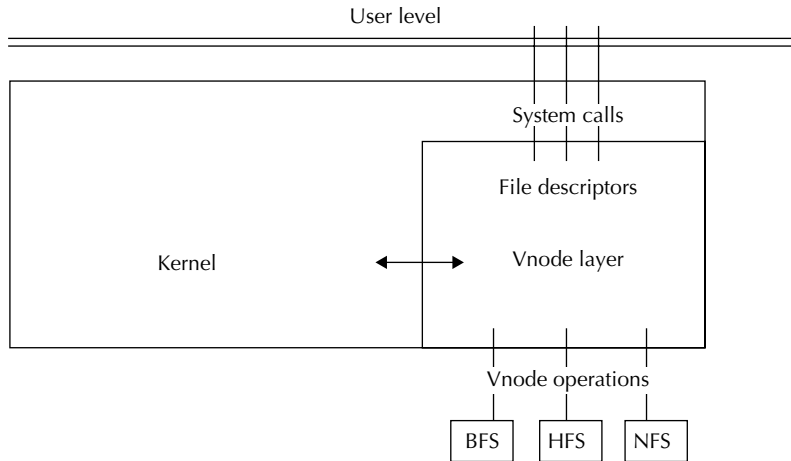 User level
System calls
File descriptors
Kernel
Vnode layer
Vnode operations
BFS
HFS
NFS